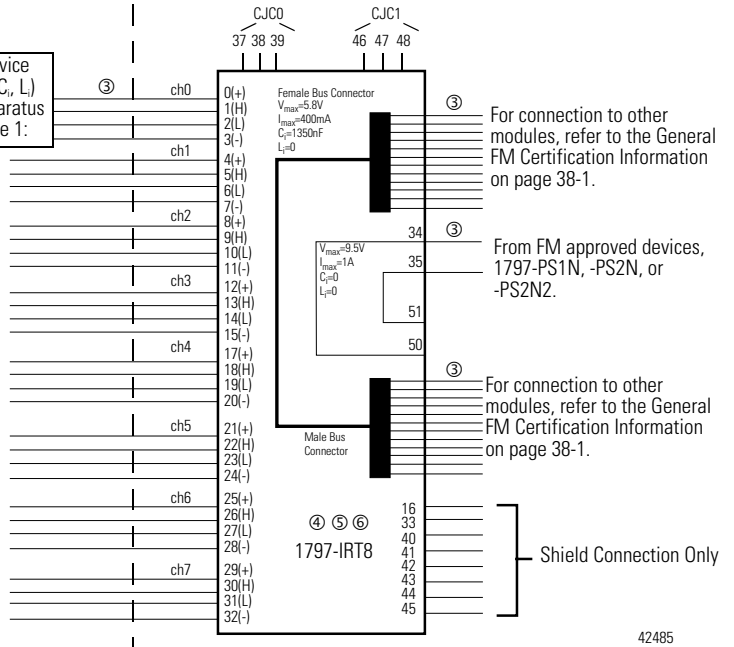 CJC0 CJC1
37 38 39 46 47 48
vice
Cᵢ, Lᵢ)
aratus
e 1:
③
ch0
0(+)
1(H)
2(L)
3(-)
ch1
4(+)
5(H)
6(L)
7(-)
ch2
8(+)
9(H)
10(L)
11(-)
ch3
12(+)
13(H)
14(L)
15(-)
ch4
17(+)
18(H)
19(L)
20(-)
ch5
21(+)
22(H)
23(L)
24(-)
ch6
25(+)
26(H)
27(L)
28(-)
ch7
29(+)
30(H)
31(L)
32(-)
Female Bus Connector
Vmax=5.8V
Imax=400mA
Cᵢ=1350nF
Lᵢ=0
Vmax=9.5V
Imax=1A
Cᵢ=0
Lᵢ=0
34
35
51
50
Male Bus
Connector
④ ⑤ ⑥
1797-IRT8
16
33
40
41
42
43
44
45
③
For connection to other
modules, refer to the General
FM Certification Information
on page 38-1.
③
From FM approved devices,
1797-PS1N, -PS2N, or
-PS2N2.
③
For connection to other
modules, refer to the General
FM Certification Information
on page 38-1.
Shield Connection Only
42485